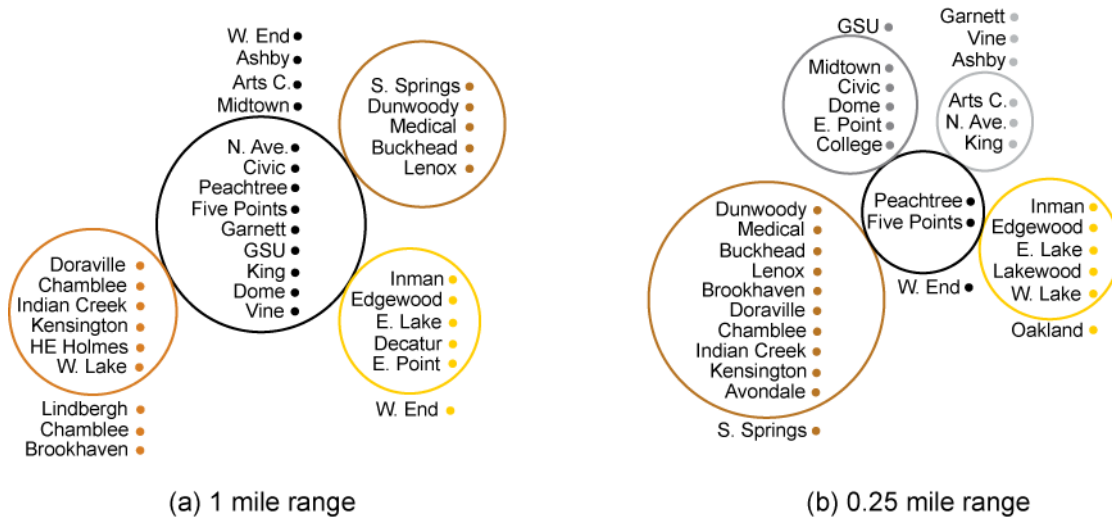 W. End
Ashby
Arts C.
Midtown
N. Ave.
Civic
Peachtree
Five Points
Garnett
GSU
King
Dome
Vine
S. Springs
Dunwoody
Medical
Buckhead
Lenox
Doraville
Chamblee
Indian Creek
Kensington
HE Holmes
W. Lake
Lindbergh
Chamblee
Brookhaven
Inman
Edgewood
E. Lake
Decatur
E. Point
W. End
(a) 1 mile range
GSU
Midtown
Civic
Dome
E. Point
College
Garnett
Vine
Ashby
Arts C.
N. Ave.
King
Peachtree
Five Points
W. End
Dunwoody
Medical
Buckhead
Lenox
Brookhaven
Doraville
Chamblee
Indian Creek
Kensington
Avondale
S. Springs
Inman
Edgewood
E. Lake
Lakewood
W. Lake
Oakland
(b) 0.25 mile range